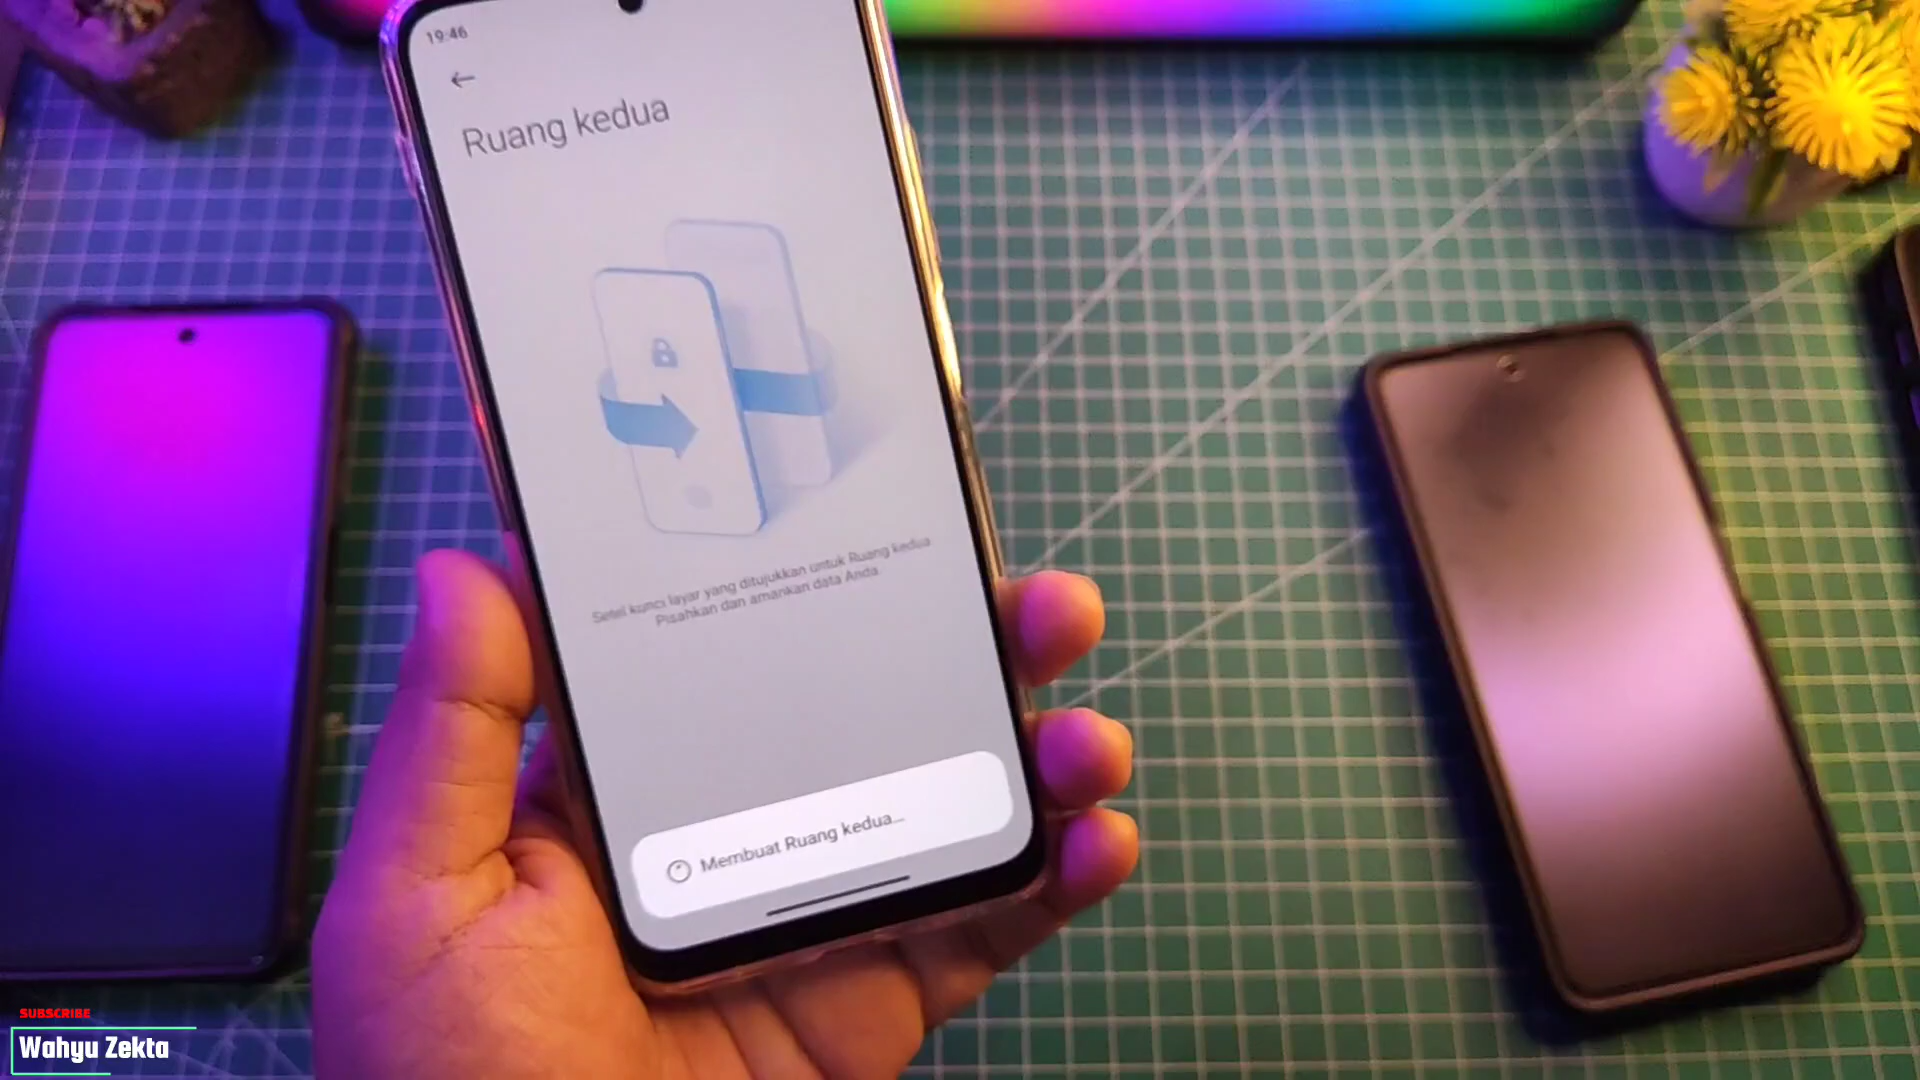 19:46
Ruang kedua
Setel kunci layar yang ditujukkan untuk Ruang kedua
Pisahkan dan amankan data Anda.
Membuat Ruang kedua...
SUBSCRIBE
Wahyu Zekta